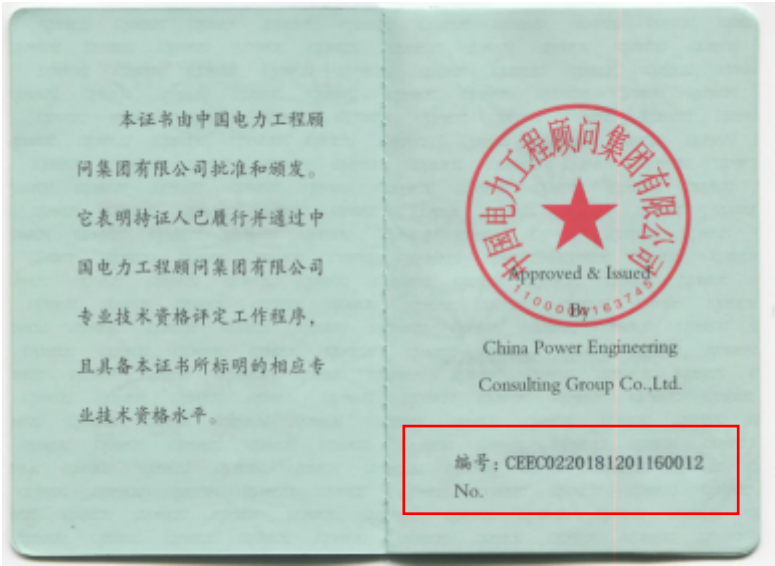 本证书由中国电力工程顾
问集团有限公司批准和颁发。
它表明持证人已履行并通过中
国电力工程顾问集团有限公司
专业技术资格评定工作程序，
且具备本证书所标明的相应专
业技术资格水平。
中国电力工程顾问集团有限公司
Approved & Issued
By
China Power Engineering
Consulting Group Co.,Ltd.
编号：CEEC0220181201160012
No.